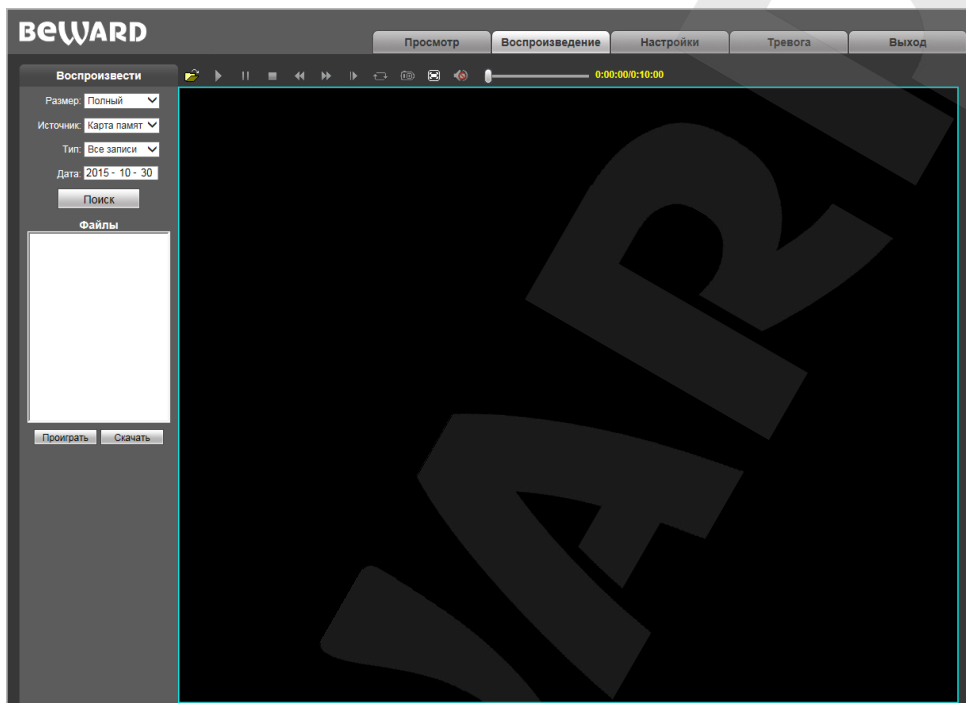 BEWARD
Просмотр Воспроизведение Настройки Тревога Выход
Воспроизвести
0:00:00/0:10:00
Размер: Полный
Источник: Карта памят
Тип: Все записи
Дата: 2015 - 10 - 30
Поиск
Файлы
Проиграть Скачать